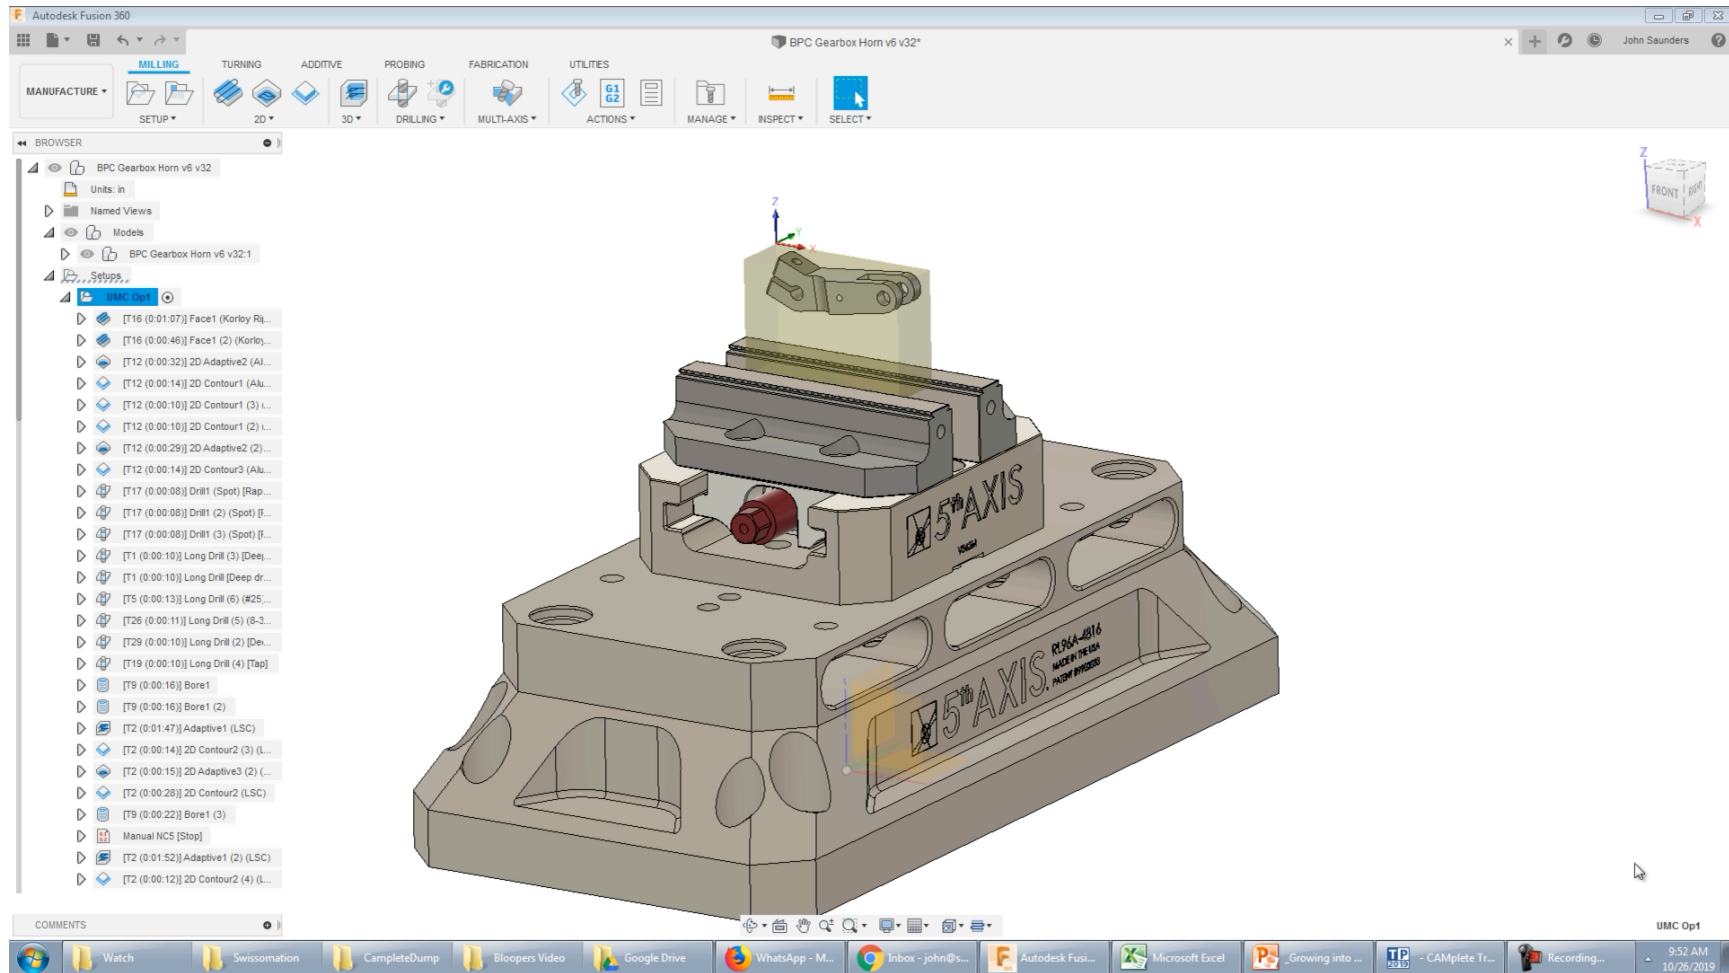 Autodesk Fusion 360
BPC Gearbox Horn v6 v32*
John Saunders
MILLING TURNING ADDITIVE PROBING FABRICATION UTILITIES
MANUFACTURE
G1
G2
SETUP 2D 3D DRILLING MULTI-AXIS ACTIONS MANAGE INSPECT SELECT
BROWSER
BPC Gearbox Horn v6 v32
Units: in
Named Views
Models
BPC Gearbox Horn v6 v32:1
Setups
UMC Op1
[T16 (0:01:07)] Face1 (Korloy Rig...
[T16 (0:00:46)] Face1 (2) (Korloy...
[T12 (0:00:32)] 2D Adaptive2 (Al...
[T12 (0:00:14)] 2D Contour1 (Alu...
[T12 (0:00:10)] 2D Contour1 (3) (...
[T12 (0:00:10)] 2D Contour1 (2) (...
[T12 (0:00:29)] 2D Adaptive2 (2)...
[T12 (0:00:14)] 2D Contour3 (Alu...
[T17 (0:00:08)] Drill1 (Spot) [Rap...
[T17 (0:00:08)] Drill1 (2) (Spot) [F...
[T17 (0:00:08)] Drill1 (3) (Spot) [F...
[T1 (0:00:10)] Long Drill (3) [Deep...
[T1 (0:00:10)] Long Drill [Deep dr...
[T5 (0:00:13)] Long Drill (6) (#25)...
[T26 (0:00:11)] Long Drill (5) (8-3...
[T29 (0:00:10)] Long Drill (2) [Dee...
[T19 (0:00:10)] Long Drill (4) [Tap]
[T9 (0:00:16)] Bore1
[T9 (0:00:16)] Bore1 (2)
[T2 (0:01:47)] Adaptive1 (LSC)
[T2 (0:00:14)] 2D Contour2 (3) (L...
[T2 (0:00:15)] 2D Adaptive3 (2) (...
[T2 (0:00:28)] 2D Contour2 (LSC)
[T9 (0:00:22)] Bore1 (3)
Manual NC5 [Stop]
[T2 (0:01:52)] Adaptive1 (2) (LSC)
[T2 (0:00:12)] 2D Contour2 (4) (L...
COMMENTS
Z
Y
X
5th AXIS
5th AXIS.
RL96A-4816
MADE IN THE USA
Z
FRONT RIGHT
X
UMC Op1
Watch Swissomation CampleteDump Bloopers Video Google Drive WhatsApp - M... Inbox - john@s... Autodesk Fusi... Microsoft Excel _Growing into ... TP 2019 - CAMplete Tr... Recording...
9:52 AM
10/26/2019